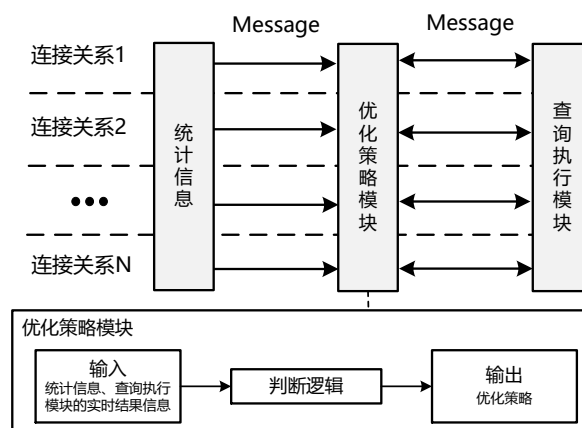 Message
Message
连接关系1
连接关系2
•••
连接关系N
统计信息
优化策略模块
查询执行模块
优化策略模块
输入
统计信息、查询执行
模块的实时结果信息
判断逻辑
输出
优化策略